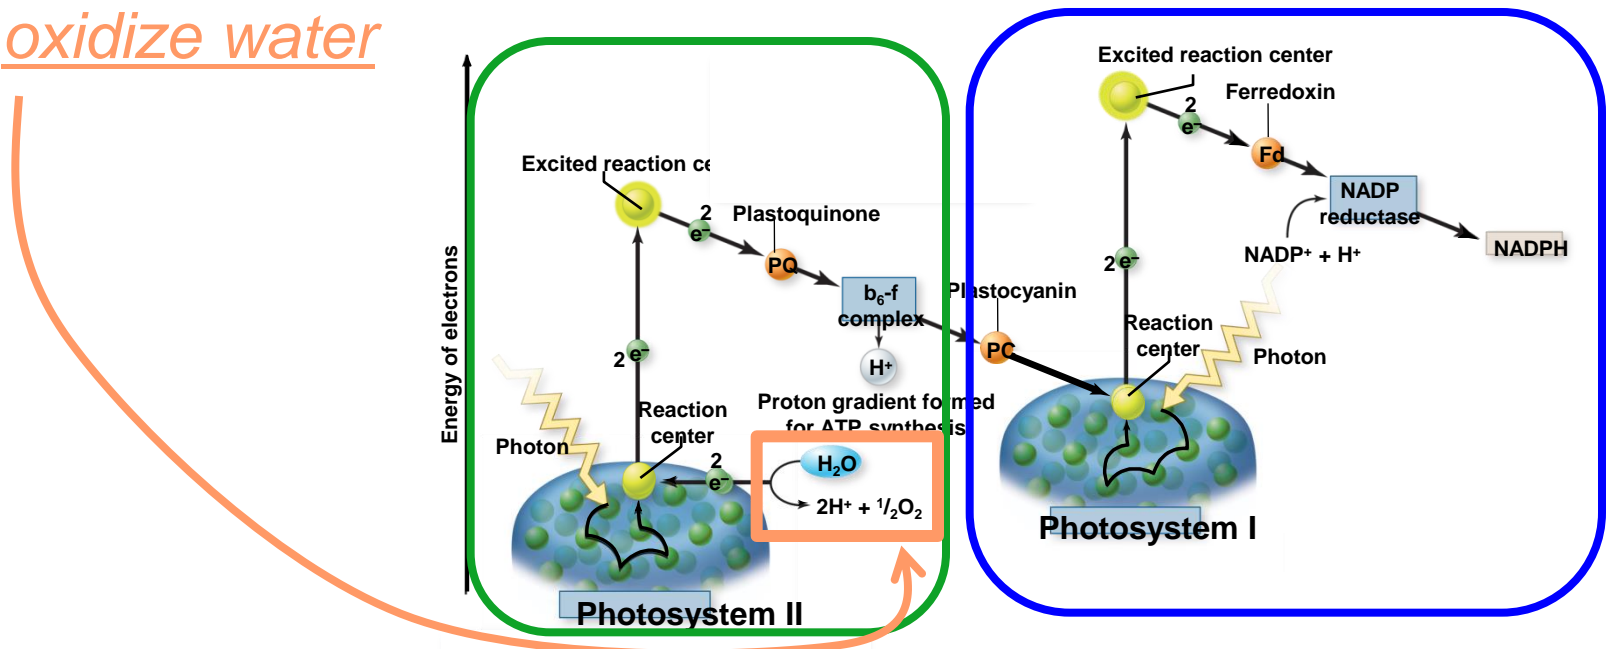 oxidize water
Energy of electrons
Excited reaction ce
2
e⁻
Plastoquinone
PQ
b₆-f
complex
H⁺
Proton gradient formed
for ATP synthesis
2 e⁻
Photon
Reaction
center
2
e⁻
H₂O
2H⁺ + ¹/₂O₂
Photosystem II
Plastocyanin
PC
Excited reaction center
2
e⁻
Ferredoxin
Fd
NADP
reductase
NADP⁺ + H⁺
NADPH
2 e⁻
Reaction
center
Photon
Photosystem I